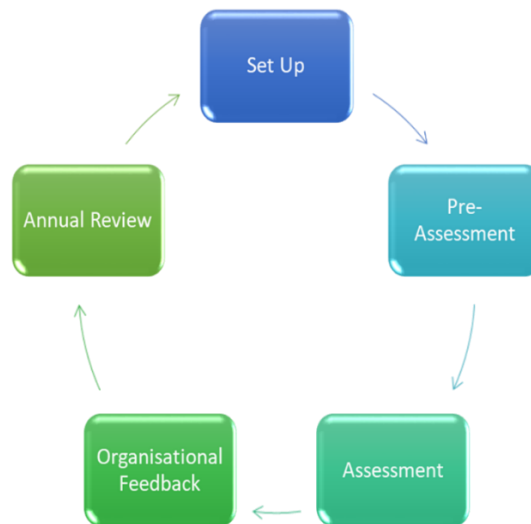 Set Up
Pre-
Assessment
Assessment
Organisational
Feedback
Annual Review